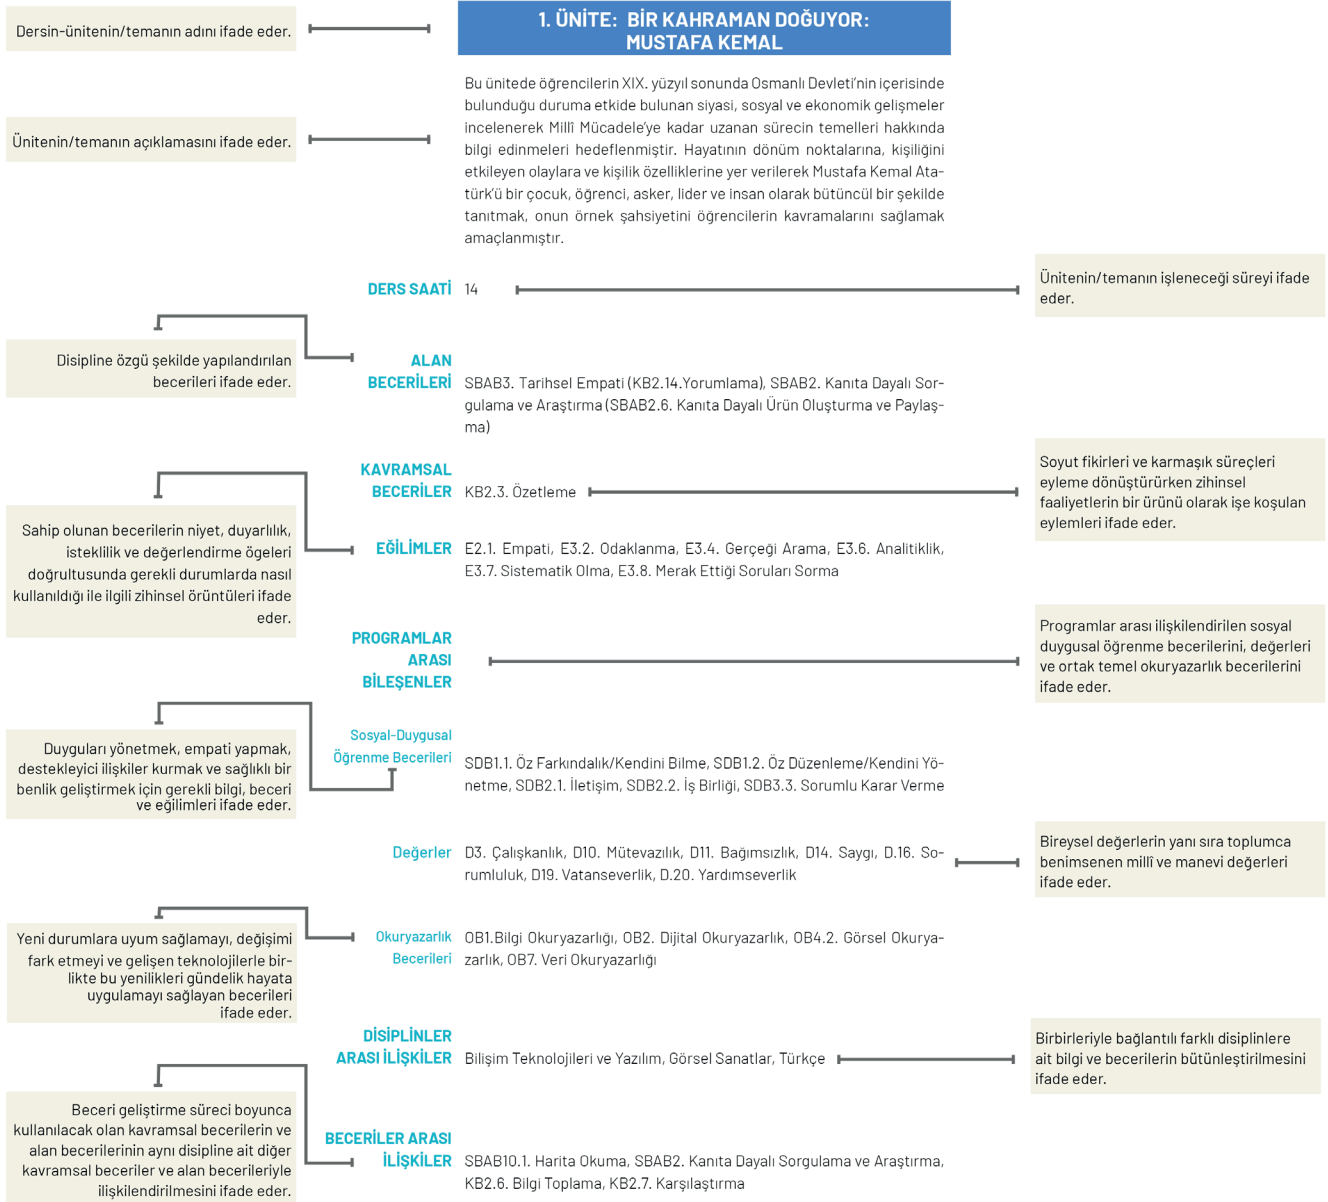 Dersin-ünitenin/temanın adını ifade eder.
1. ÜNİTE: BİR KAHRAMAN DOĞUYOR:
MUSTAFA KEMAL
Ünitenin/temanın açıklamasını ifade eder.
Bu ünitede öğrencilerin XIX. yüzyıl sonunda Osmanlı Devleti’nin içerisinde
bulunduğu duruma etkide bulunan siyasi, sosyal ve ekonomik gelişmeler
incelenerek Millî Mücadele’ye kadar uzanan sürecin temelleri hakkında
bilgi edinmeleri hedeflenmiştir. Hayatının dönüm noktalarına, kişiliğini
etkileyen olaylara ve kişilik özelliklerine yer verilerek Mustafa Kemal Ata-
türk’ü bir çocuk, öğrenci, asker, lider ve insan olarak bütüncül bir şekilde
tanıtmak, onun örnek şahsiyetini öğrencilerin kavramalarını sağlamak
amaçlanmıştır.
DERS SAATİ 14
Ünitenin/temanın işleneceği süreyi ifade
eder.
Disipline özgü şekilde yapılandırılan
becerileri ifade eder.
ALAN
BECERİLERİ
SBAB3. Tarihsel Empati (KB2.14.Yorumlama), SBAB2. Kanıta Dayalı Sor-
gulama ve Araştırma (SBAB2.6. Kanıta Dayalı Ürün Oluşturma ve Paylaş-
ma)
KAVRAMSAL
BECERİLER
KB2.3. Özetleme
Soyut fikirleri ve karmaşık süreçleri
eyleme dönüştürürken zihinsel
faaliyetlerin bir ürünü olarak işe koşulan
eylemleri ifade eder.
Sahip olunan becerilerin niyet, duyarlılık,
isteklilik ve değerlendirme ögeleri
doğrultusunda gerekli durumlarda nasıl
kullanıldığı ile ilgili zihinsel örüntüleri ifade
eder.
EĞİLİMLER
E2.1. Empati, E3.2. Odaklanma, E3.4. Gerçeği Arama, E3.6. Analitiklik,
E3.7. Sistematik Olma, E3.8. Merak Ettiği Soruları Sorma
PROGRAMLAR
ARASI
BİLEŞENLER
Programlar arası ilişkilendirilen sosyal
duygusal öğrenme becerilerini, değerleri
ve ortak temel okuryazarlık becerilerini
ifade eder.
Duyguları yönetmek, empati yapmak,
destekleyici ilişkiler kurmak ve sağlıklı bir
benlik geliştirmek için gerekli bilgi, beceri
ve eğilimleri ifade eder.
Sosyal-Duygusal
Öğrenme Becerileri
SDB1.1. Öz Farkındalık/Kendini Bilme, SDB1.2. Öz Düzenleme/Kendini Yö-
netme, SDB2.1. İletişim, SDB2.2. İş Birliği, SDB3.3. Sorumlu Karar Verme
Değerler
D3. Çalışkanlık, D10. Mütevazılık, D11. Bağımsızlık, D14. Saygı, D.16. So-
rumluluk, D19. Vatanseverlik, D.20. Yardımseverlik
Bireysel değerlerin yanı sıra toplumca
benimsenen millî ve manevi değerleri
ifade eder.
Yeni durumlara uyum sağlamayı, değişimi
fark etmeyi ve gelişen teknolojilerle bir-
likte bu yenilikleri gündelik hayata
uygulamayı sağlayan becerileri
ifade eder.
Okuryazarlık
Becerileri
OB1.Bilgi Okuryazarlığı, OB2. Dijital Okuryazarlık, OB4.2. Görsel Okurya-
zarlık, OB7. Veri Okuryazarlığı
DİSİPLİNLER
ARASI İLİŞKİLER
Bilişim Teknolojileri ve Yazılım, Görsel Sanatlar, Türkçe
Birbirleriyle bağlantılı farklı disiplinlere
ait bilgi ve becerilerin bütünleştirilmesini
ifade eder.
Beceri geliştirme süreci boyunca
kullanılacak olan kavramsal becerilerin ve
alan becerilerinin aynı disipline ait diğer
kavramsal beceriler ve alan becerileriyle
ilişkilendirilmesini ifade eder.
BECERİLER ARASI
İLİŞKİLER
SBAB10.1. Harita Okuma, SBAB2. Kanıta Dayalı Sorgulama ve Araştırma,
KB2.6. Bilgi Toplama, KB2.7. Karşılaştırma